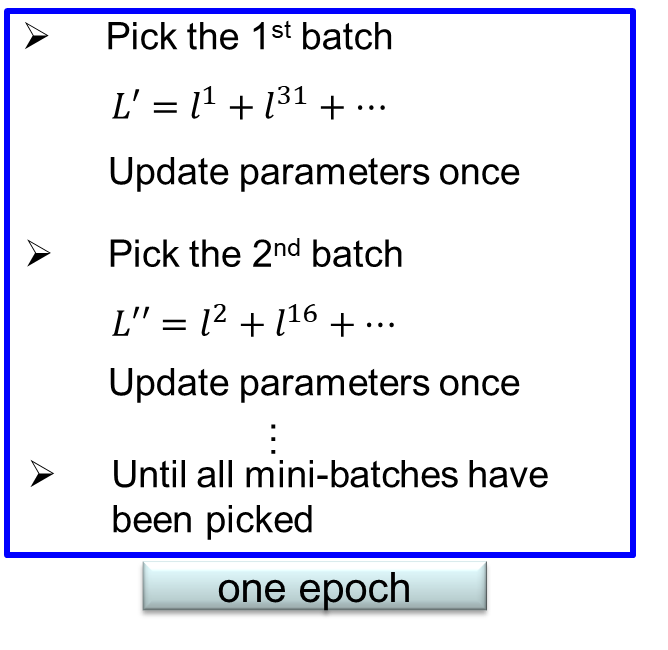 ➢ Pick the 1st batch
L′ = l¹ + l³¹ + ⋯
Update parameters once
➢ Pick the 2nd batch
L′′ = l² + l¹⁶ + ⋯
Update parameters once
⋮
➢ Until all mini-batches have
been picked
one epoch